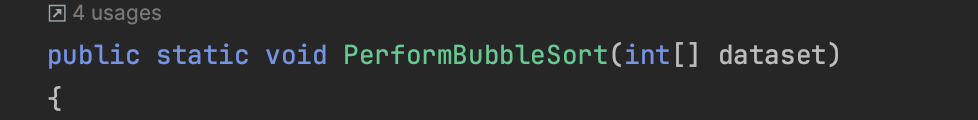 4 usages
public static void PerformBubbleSort(int[] dataset)
{